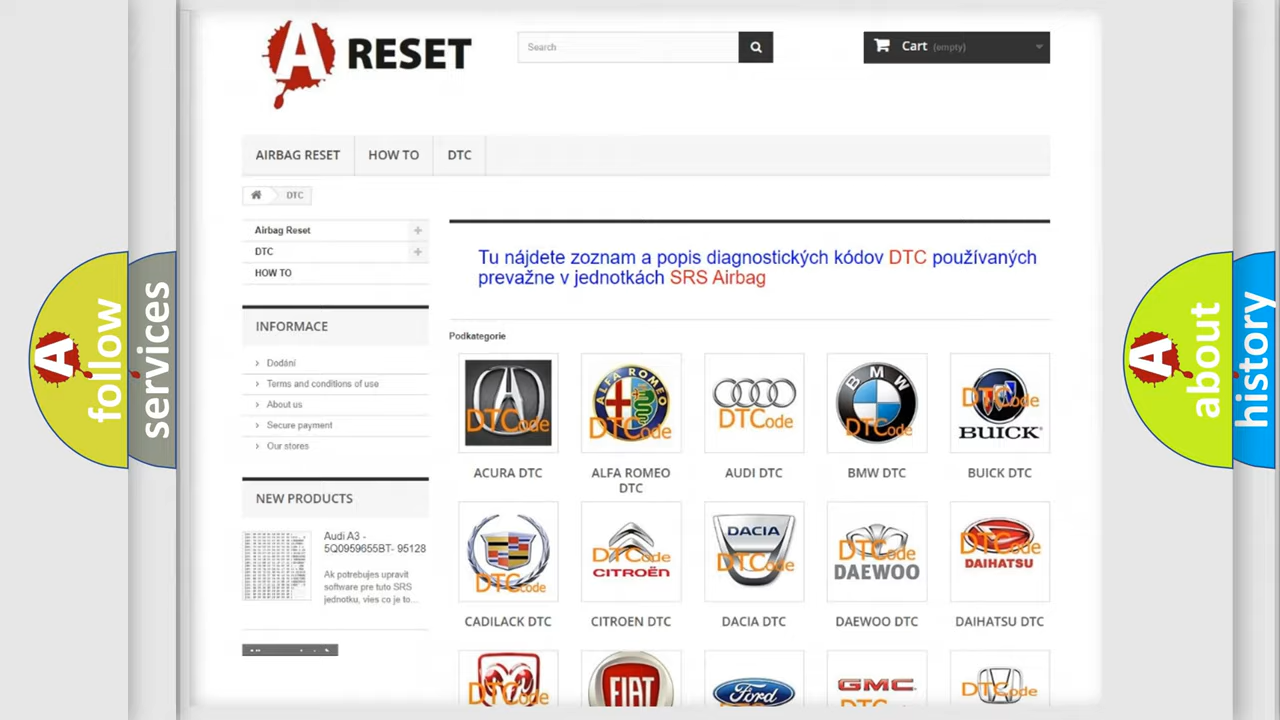 A RESET
Search
Cart (empty)
AIRBAG RESET
HOW TO
DTC
DTC
Airbag Reset
DTC
HOW TO
Tu nájdete zoznam a popis diagnostických kódov DTC používaných
prevažne v jednotkách SRS Airbag
INFORMACE
Dodání
Terms and conditions of use
About us
Secure payment
Our stores
NEW PRODUCTS
Audi A3 -
5Q0959655BT- 95128
Ak potrebujes upravit
software pre tuto SRS
jednotku, vies co je to...
Podkategorie
DTCode
ALFA ROMEO
DTCode
DTCode
BMW
DTCode
DTCode
BUICK
ACURA DTC
ALFA ROMEO
DTC
AUDI DTC
BMW DTC
BUICK DTC
DTCode
DTCode
CITROËN
DACIA
DTCode
DTCode
DAEWOO
DTCode
DAIHATSU
CADILACK DTC
CITROEN DTC
DACIA DTC
DAEWOO DTC
DAIHATSU DTC
DTCode
FIAT
Ford
GMC
DTCode
A follow
services
A about
history